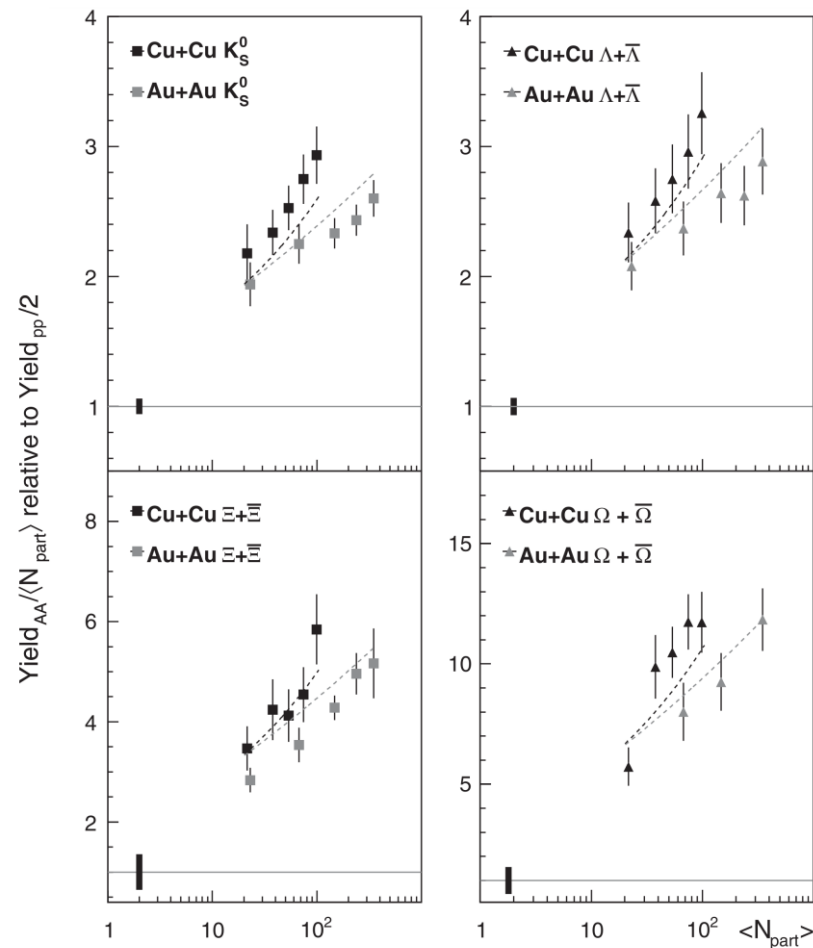 Yield_AA/⟨N_part⟩ relative to Yield_pp/2
4
3
2
1
Cu+Cu K⁰_S
Au+Au K⁰_S
4
3
2
1
Cu+Cu Λ+Λ̅
Au+Au Λ+Λ̅
8
6
4
2
Cu+Cu Ξ+Ξ̅
Au+Au Ξ+Ξ̅
1 10 10²
15
10
5
Cu+Cu Ω + Ω̅
Au+Au Ω + Ω̅
1 10 10² <N_part>